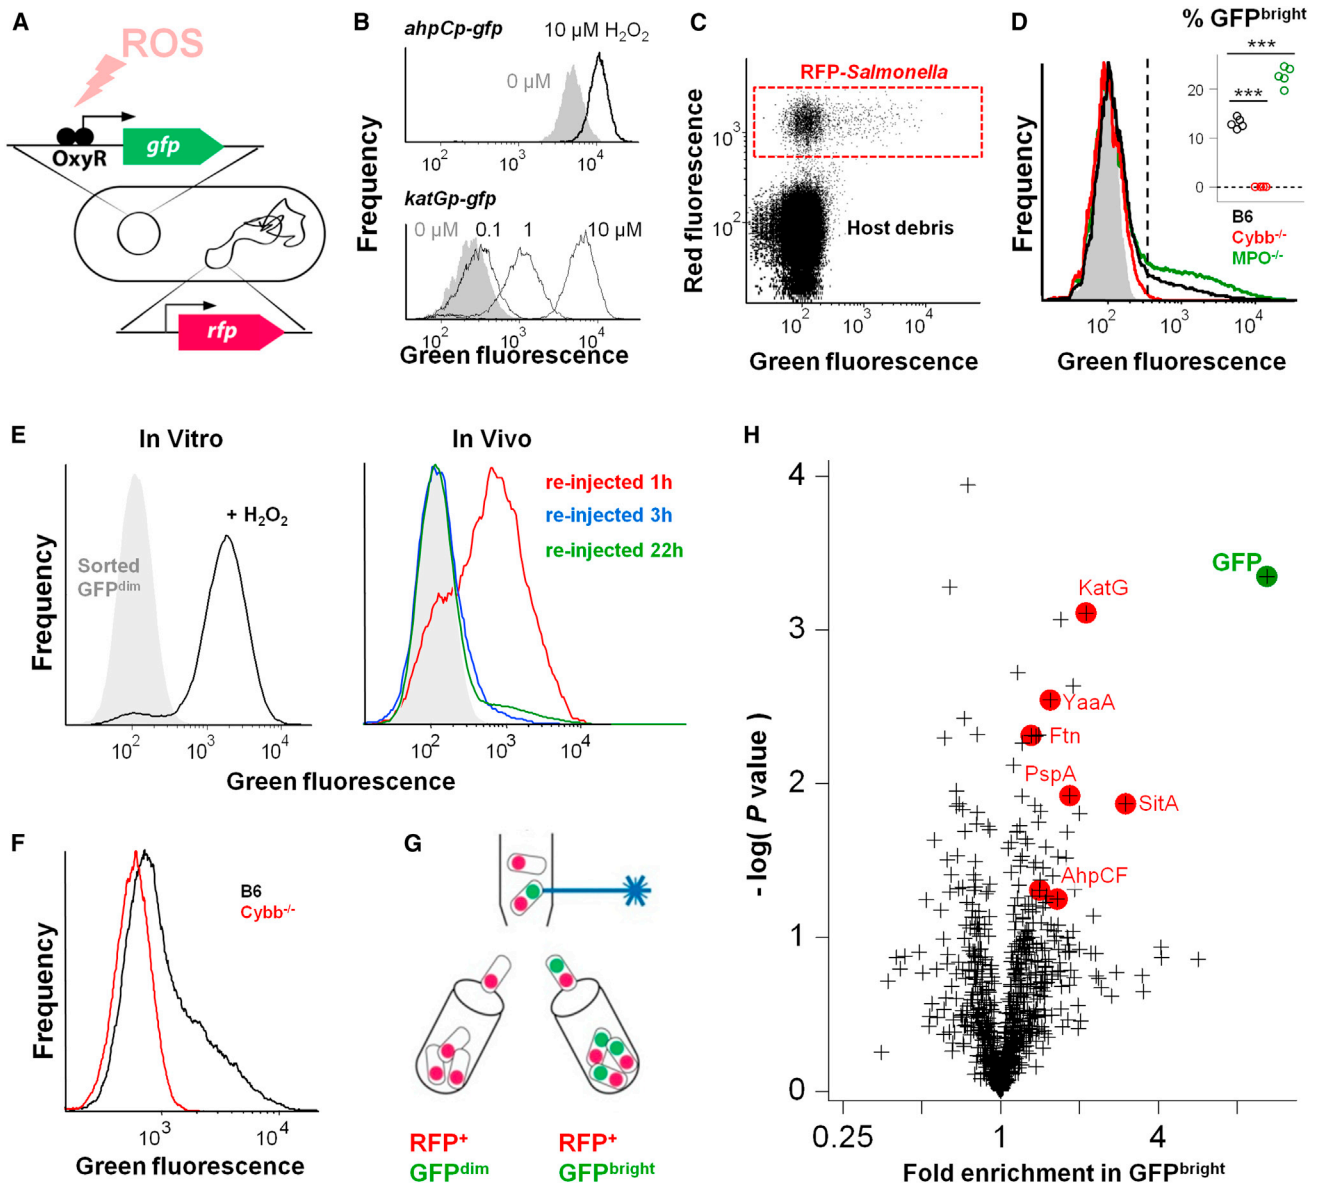 A
ROS
OxyR
gfp
rfp
B
ahpCp-gfp
10 µM H2O2
0 µM
10^2
10^3
10^4
katGp-gfp
0 µM
0.1
1
10 µM
10^2
10^3
10^4
Frequency
Green fluorescence
C
RFP-Salmonella
Host debris
10^3
10^2
Red fluorescence
10^2
10^3
10^4
Green fluorescence
D
% GFPbright
***
***
20
10
0
B6
Cybb-/-
MPO-/-
Frequency
10^2
10^3
10^4
Green fluorescence
E
In Vitro
+ H2O2
Sorted
GFPdim
Frequency
10^2
10^3
10^4
In Vivo
re-injected 1h
re-injected 3h
re-injected 22h
10^2
10^3
10^4
Green fluorescence
F
B6
Cybb-/-
Frequency
10^3
10^4
Green fluorescence
G
RFP+
GFPdim
RFP+
GFPbright
H
4
3
2
1
0
- log( P value )
GFP
KatG
YaaA
Ftn
PspA
SitA
AhpCF
0.25
1
4
Fold enrichment in GFPbright